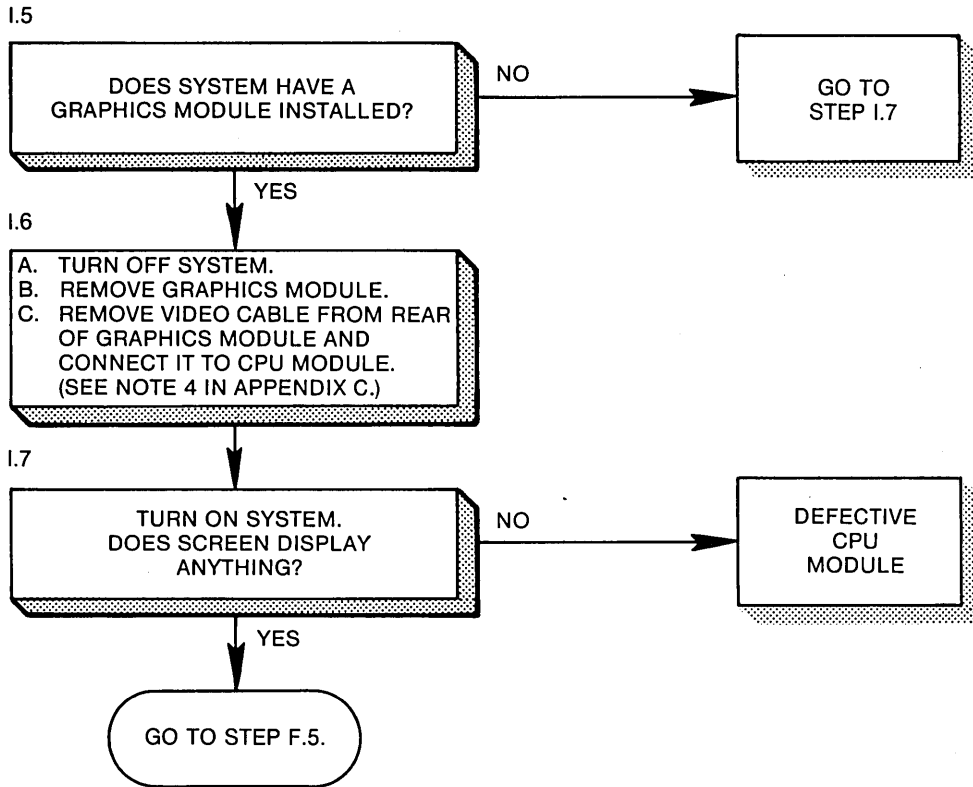 I.5
DOES SYSTEM HAVE A
GRAPHICS MODULE INSTALLED?
NO
GO TO
STEP I.7
YES
I.6
A. TURN OFF SYSTEM.
B. REMOVE GRAPHICS MODULE.
C. REMOVE VIDEO CABLE FROM REAR
OF GRAPHICS MODULE AND
CONNECT IT TO CPU MODULE.
(SEE NOTE 4 IN APPENDIX C.)
I.7
TURN ON SYSTEM.
DOES SCREEN DISPLAY
ANYTHING?
NO
DEFECTIVE
CPU
MODULE
YES
GO TO STEP F.5.